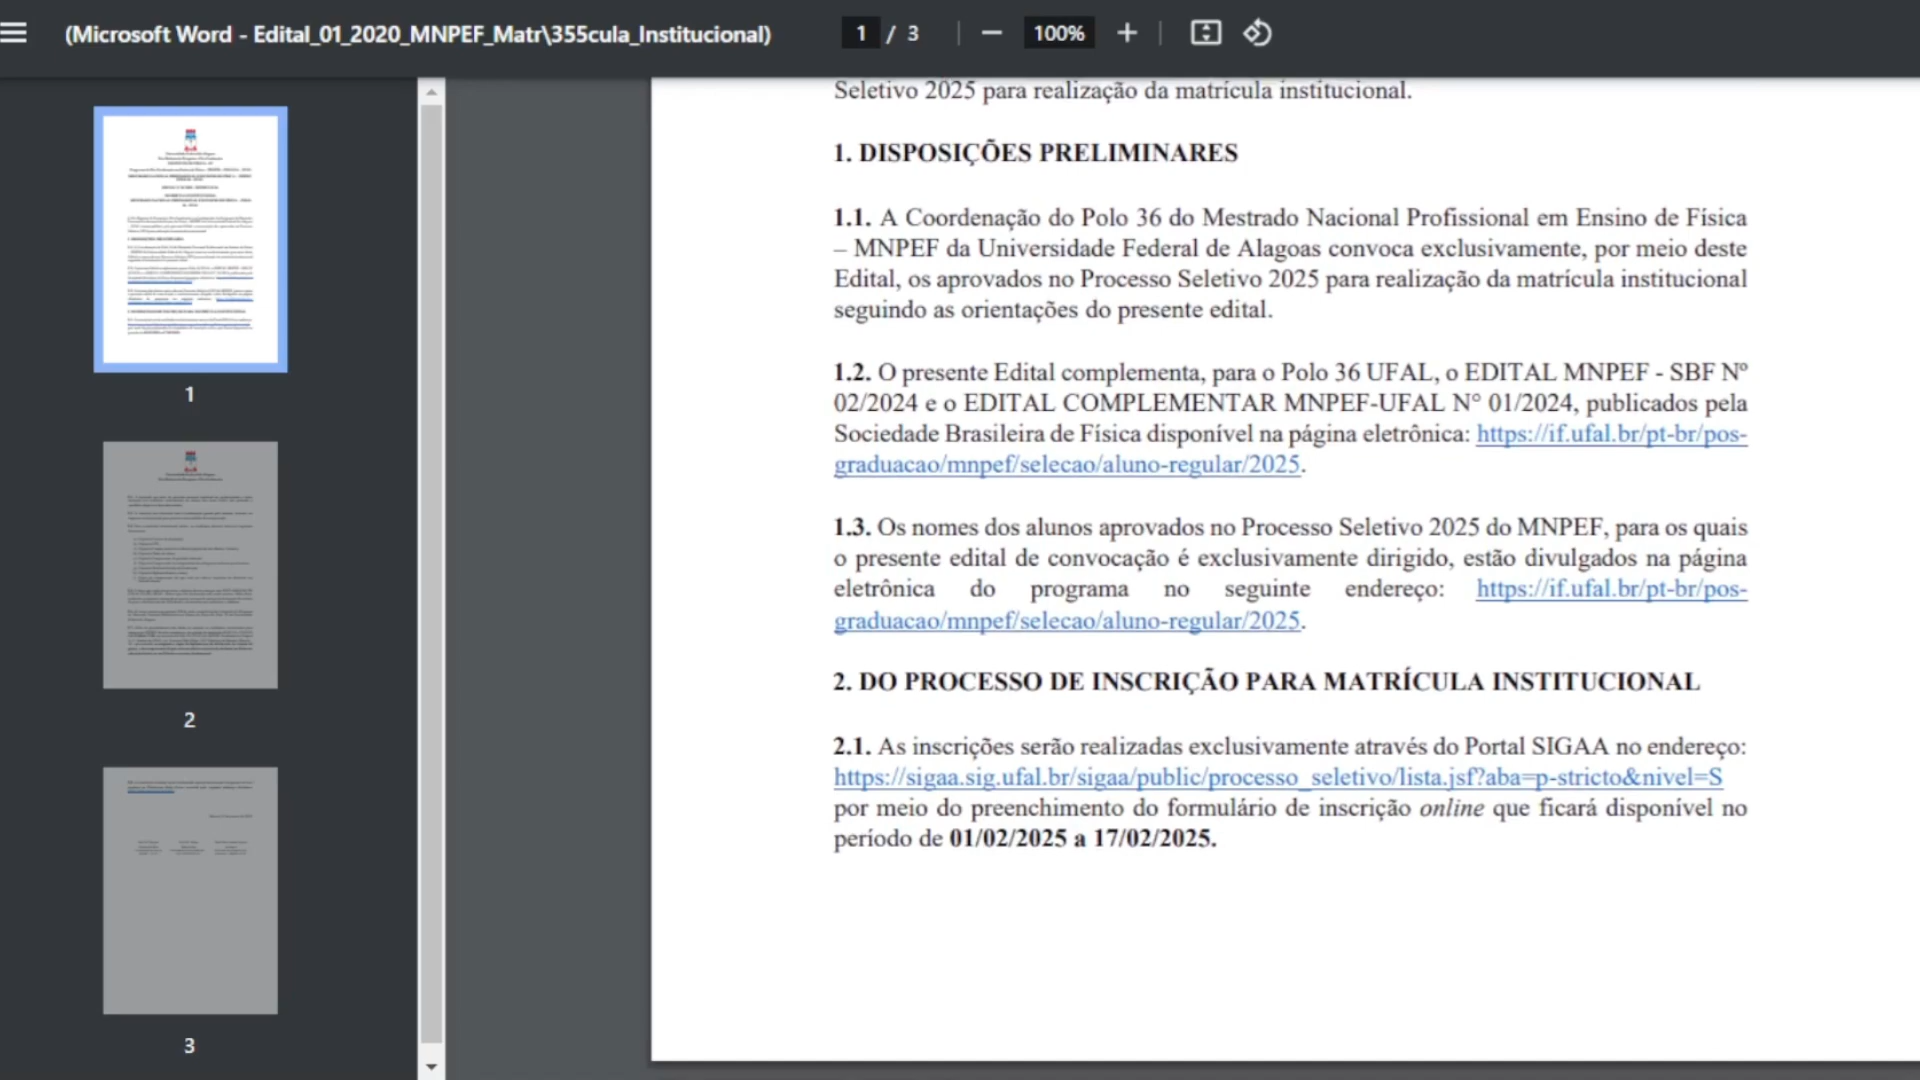 (Microsoft Word - Edital_01_2020_MNPEF_Matr\355cula_Institucional)
1 / 3
100%
Seletivo 2025 para realização da matrícula institucional.
1. DISPOSIÇÕES PRELIMINARES
1.1. A Coordenação do Polo 36 do Mestrado Nacional Profissional em Ensino de Física
– MNPEF da Universidade Federal de Alagoas convoca exclusivamente, por meio deste
Edital, os aprovados no Processo Seletivo 2025 para realização da matrícula institucional
seguindo as orientações do presente edital.
1.2. O presente Edital complementa, para o Polo 36 UFAL, o EDITAL MNPEF - SBF Nº
02/2024 e o EDITAL COMPLEMENTAR MNPEF-UFAL N° 01/2024, publicados pela
Sociedade Brasileira de Física disponível na página eletrônica: https://if.ufal.br/pt-br/pos-
graduacao/mnpef/selecao/aluno-regular/2025.
1.3. Os nomes dos alunos aprovados no Processo Seletivo 2025 do MNPEF, para os quais
o presente edital de convocação é exclusivamente dirigido, estão divulgados na página
eletrônica do programa no seguinte endereço: https://if.ufal.br/pt-br/pos-
graduacao/mnpef/selecao/aluno-regular/2025.
2. DO PROCESSO DE INSCRIÇÃO PARA MATRÍCULA INSTITUCIONAL
2.1. As inscrições serão realizadas exclusivamente através do Portal SIGAA no endereço:
https://sigaa.sig.ufal.br/sigaa/public/processo_seletivo/lista.jsf?aba=p-stricto&nivel=S
por meio do preenchimento do formulário de inscrição online que ficará disponível no
período de 01/02/2025 a 17/02/2025.
1
2
3